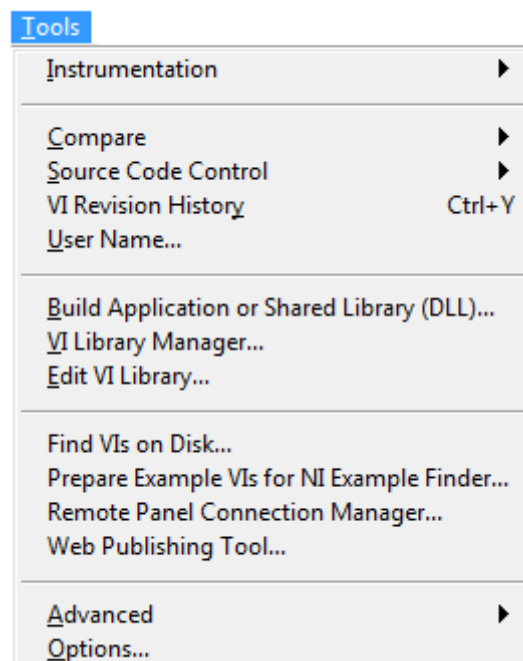 Tools
Instrumentation
Compare
Source Code Control
VI Revision History Ctrl+Y
User Name...
Build Application or Shared Library (DLL)...
VI Library Manager...
Edit VI Library...
Find VIs on Disk...
Prepare Example VIs for NI Example Finder...
Remote Panel Connection Manager...
Web Publishing Tool...
Advanced
Options...